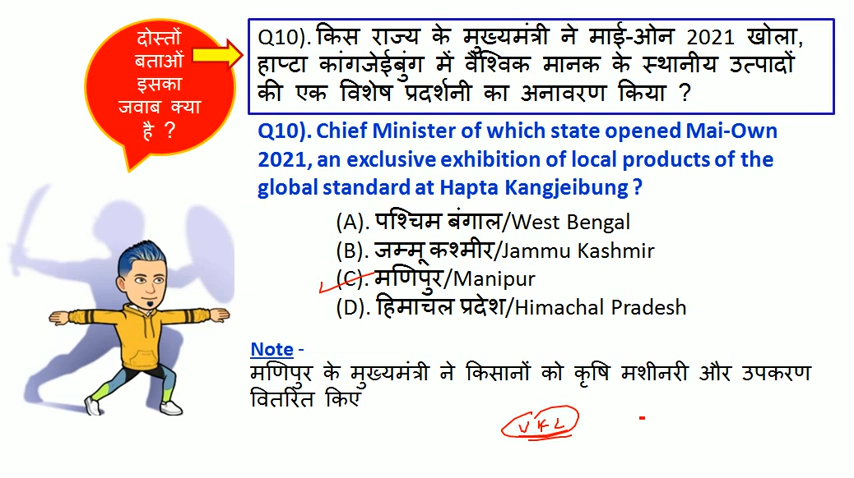 दोस्तों
बताओं
इसका
जवाब क्या
है ?
Q10). किस राज्य के मुख्यमंत्री ने माई-ओन 2021 खोला,
हाप्टा कांगजेईबुंग में वैश्विक मानक के स्थानीय उत्पादों
की एक विशेष प्रदर्शनी का अनावरण किया ?
Q10). Chief Minister of which state opened Mai-Own
2021, an exclusive exhibition of local products of the
global standard at Hapta Kangjeibung ?
(A). पश्चिम बंगाल/West Bengal
(B). जम्मू कश्मीर/Jammu Kashmir
(C). मणिपुर/Manipur
(D). हिमाचल प्रदेश/Himachal Pradesh
Note -
मणिपुर के मुख्यमंत्री ने किसानों को कृषि मशीनरी और उपकरण
वितरित किए